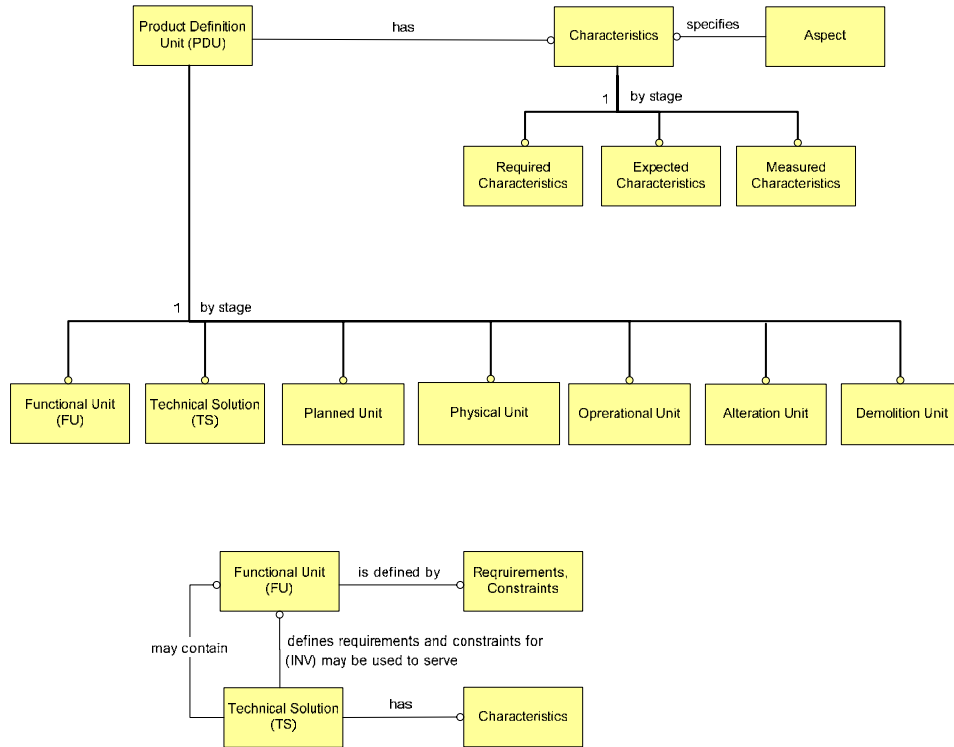 Product Definition
Unit (PDU)
has
Characteristics
specifies
Aspect
1 by stage
Required
Characteristics
Expected
Characteristics
Measured
Characteristics
1 by stage
Functional Unit
(FU)
Technical Solution
(TS)
Planned Unit
Physical Unit
Oprerational Unit
Alteration Unit
Demolition Unit
Functional Unit
(FU)
is defined by
Reqruirements,
Constraints
may contain
defines requirements and constraints for
(INV) may be used to serve
Technical Solution
(TS)
has
Characteristics